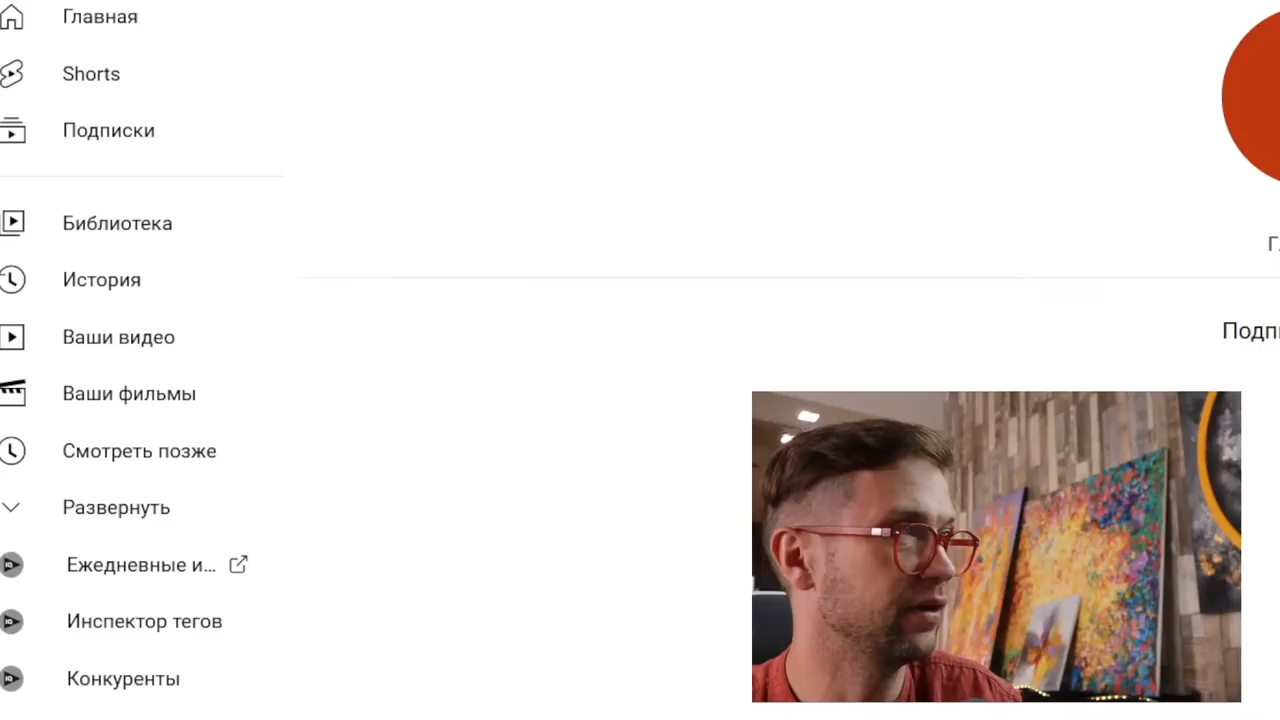 Главная
Shorts
Подписки
Библиотека
История
Ваши видео
Ваши фильмы
Смотреть позже
Развернуть
Ежедневные и...
Инспектор тегов
Конкуренты